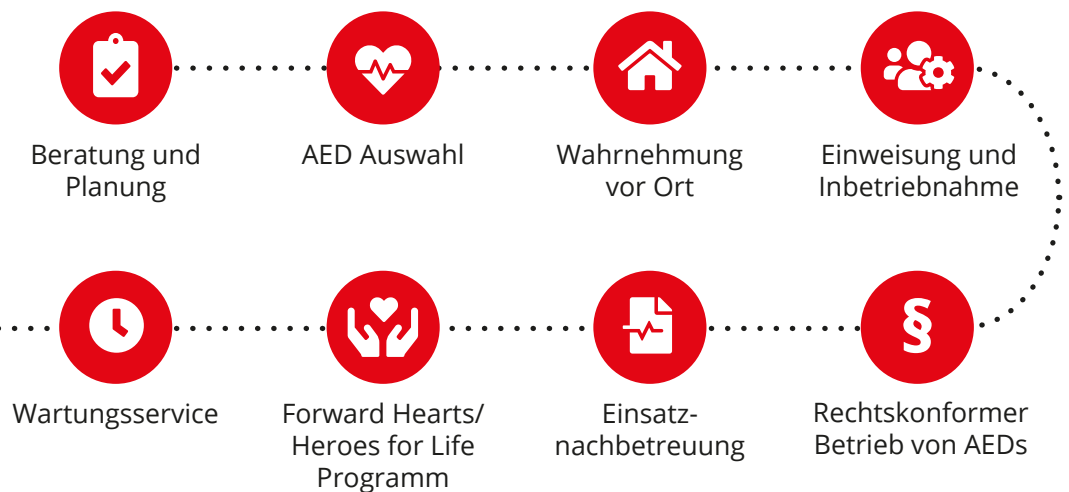 Beratung und
Planung
AED Auswahl
Wahrnehmung
vor Ort
Einweisung und
Inbetriebnahme
§
Wartungsservice
Forward Hearts/
Heroes for Life
Programm
Einsatz-
nachbetreuung
Rechtskonformer
Betrieb von AEDs